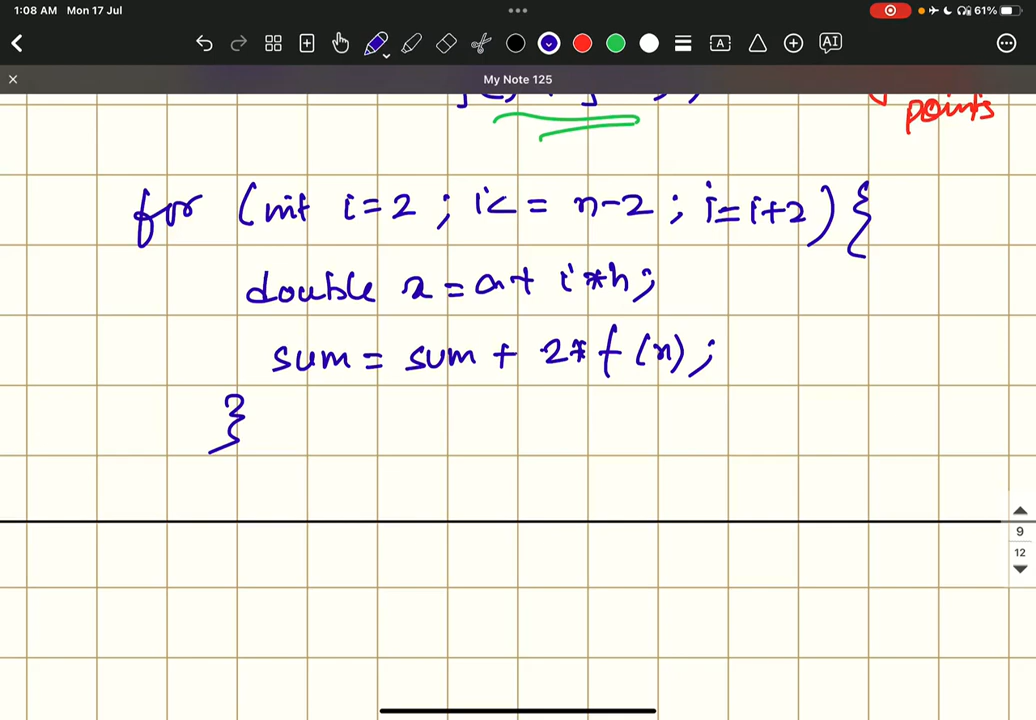 1:08 AM Mon 17 Jul
61%
A
AI
My Note 125
points
for (int i=2 ; i<= n-2 ; i=i+2) {
double x = a+ i*h;
sum = sum + 2* f(x);
}
9
12